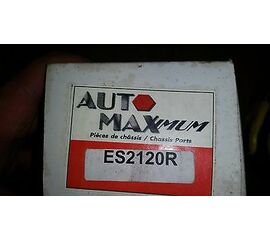 AUTO
MAXIMUM
Pièces de châssis / Chassis Parts
ES2120R